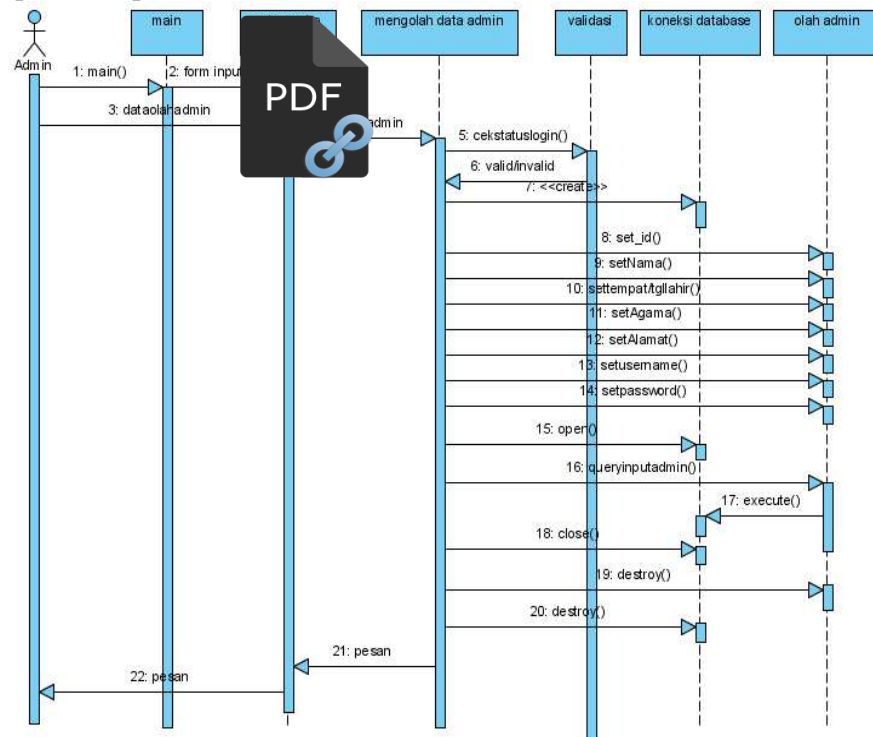 main
mengolah data admin
validasi
koneksi database
olah admin
Admin
1: main()
2: form input
PDF
3: dataolahadmin
admin
5: cekstatuslogin()
6: valid/invalid
7: <<create>>
8: set_id()
9: setNama()
10: settempat/tgllahir()
11: setAgama()
12: setAlamat()
13: setusername()
14: setpassword()
15: open()
16: queryinputadmin()
17: execute()
18: close()
19: destroy()
20: destroy()
21: pesan
22: pesan